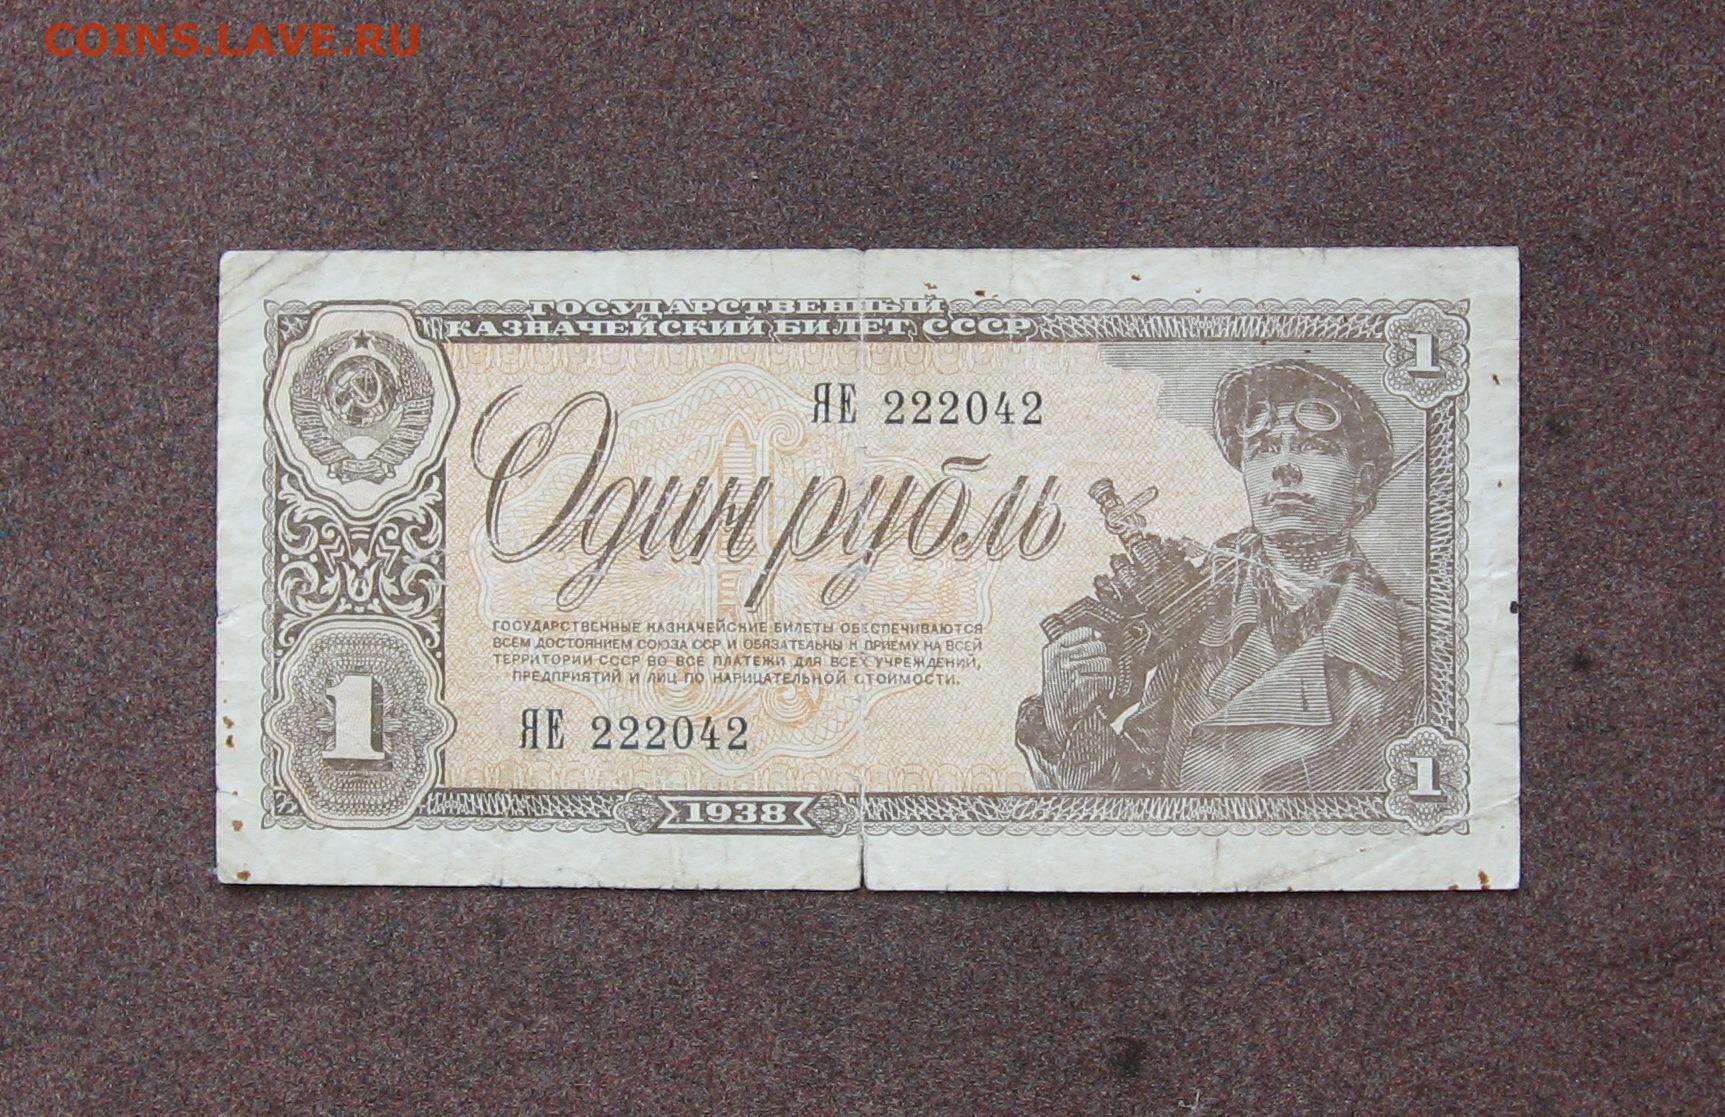 COINS.LAVE.RU
ГОСУДАРСТВЕННЫЙ
КАЗНАЧЕЙСКИЙ БИЛЕТ СССР
1
ЯЕ 222042
Один рубль
ГОСУДАРСТВЕННЫЕ КАЗНАЧЕЙСКИЕ БИЛЕТЫ ОБЕСПЕЧИВАЮТСЯ
ВСЕМ ДОСТОЯНИЕМ СОЮЗА ССР И ОБЯЗАТЕЛЬНЫ К ПРИЕМУ НА ВСЕЙ
ТЕРРИТОРИИ СССР ВО ВСЕ ПЛАТЕЖИ ДЛЯ ВСЕХ УЧРЕЖДЕНИЙ,
ПРЕДПРИЯТИЙ И ЛИЦ ПО НАРИЦАТЕЛЬНОЙ СТОИМОСТИ.
1
ЯЕ 222042
1
1938